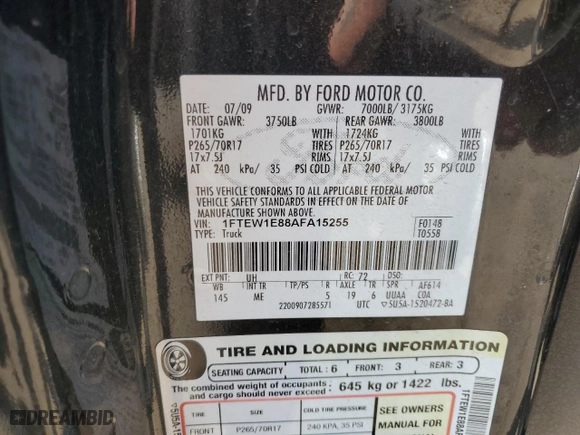 MFD. BY FORD MOTOR CO.
DATE: 07/09 GVWR: 7000LB/ 3175KG
FRONT GAWR: 3750LB REAR GAWR: 3800LB
1701KG WITH 1724KG WITH
P265/70R17 TIRES P265/70R17 TIRES
17x7.5J RIMS 17x7.5J RIMS
AT 240 kPa/ 35 PSI COLD AT 240 kPa/ 35 PSI COLD
THIS VEHICLE CONFORMS TO ALL APPLICABLE FEDERAL MOTOR
VEHICLE SAFETY STANDARDS IN EFFECT ON THE DATE OF
MANUFACTURE SHOWN ABOVE.
VIN: 1FTEW1E88AFA15255 F0148
TYPE: Truck T0558
EXT PNT: UH RC: 72 DSO:
WB INT TR TP/PS R AXLE TR SPR AF614
145 ME 5 19 6 UUAA COA
2200907285571 UTC ▽5U5A-1520472-BA
TIRE AND LOADING INFORMATION
SEATING CAPACITY TOTAL : 6 FRONT: 3 REAR: 3
The combined weight of occupants
and cargo should never exceed: 645 kg or 1422 lbs.
TIRE SIZE COLD TIRE PRESSURE SEE OWNERS
FRONT P265/70R17 240 KPA, 35 PSI MANUAL FOR
▽5U5A-15
1FTEW1E88A
DREAMBID